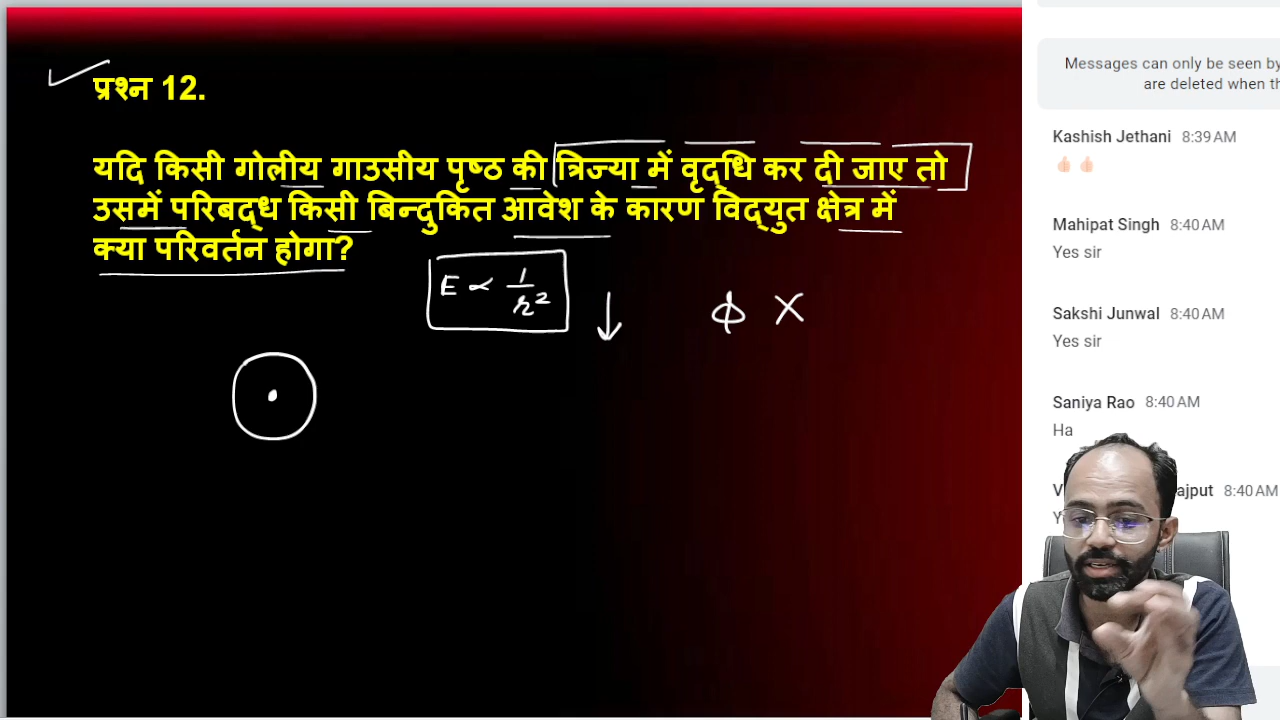 प्रश्न 12.
यदि किसी गोलीय गाउसीय पृष्ठ की त्रिज्या में वृद्धि कर दी जाए तो
उसमें परिबद्ध किसी बिन्दुकित आवेश के कारण विद्युत क्षेत्र में
क्या परिवर्तन होगा?
E ∝ 1/r² ↓ ϕ X
Messages can only be seen by
are deleted when th
Kashish Jethani 8:39 AM
👍🏻 👍🏻
Mahipat Singh 8:40 AM
Yes sir
Sakshi Junwal 8:40 AM
Yes sir
Saniya Rao 8:40 AM
Ha
ajput 8:40 AM